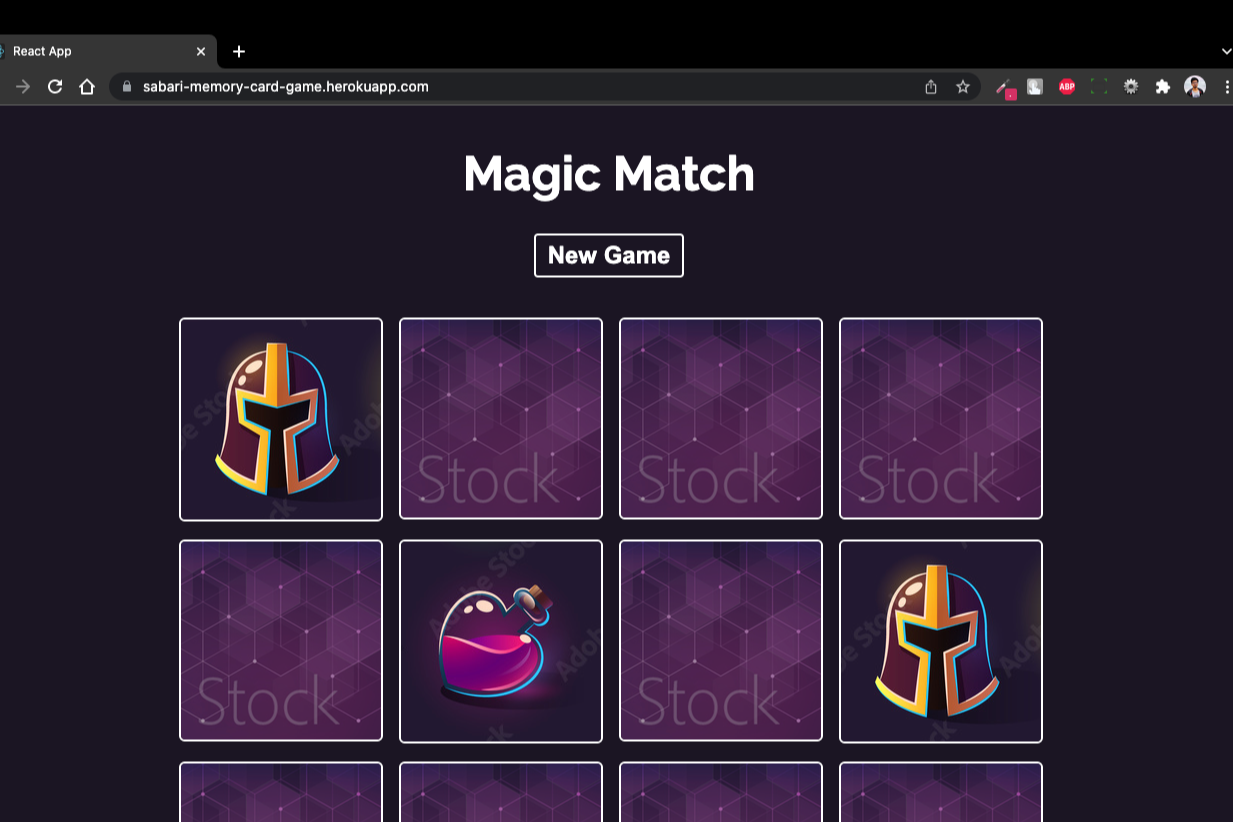 React App
sabari-memory-card-game.herokuapp.com
ABP
Magic Match
New Game
Adobe Stock
Stock
Stock
Stock
Stock
Adobe Stock
Stock
Adobe Stock